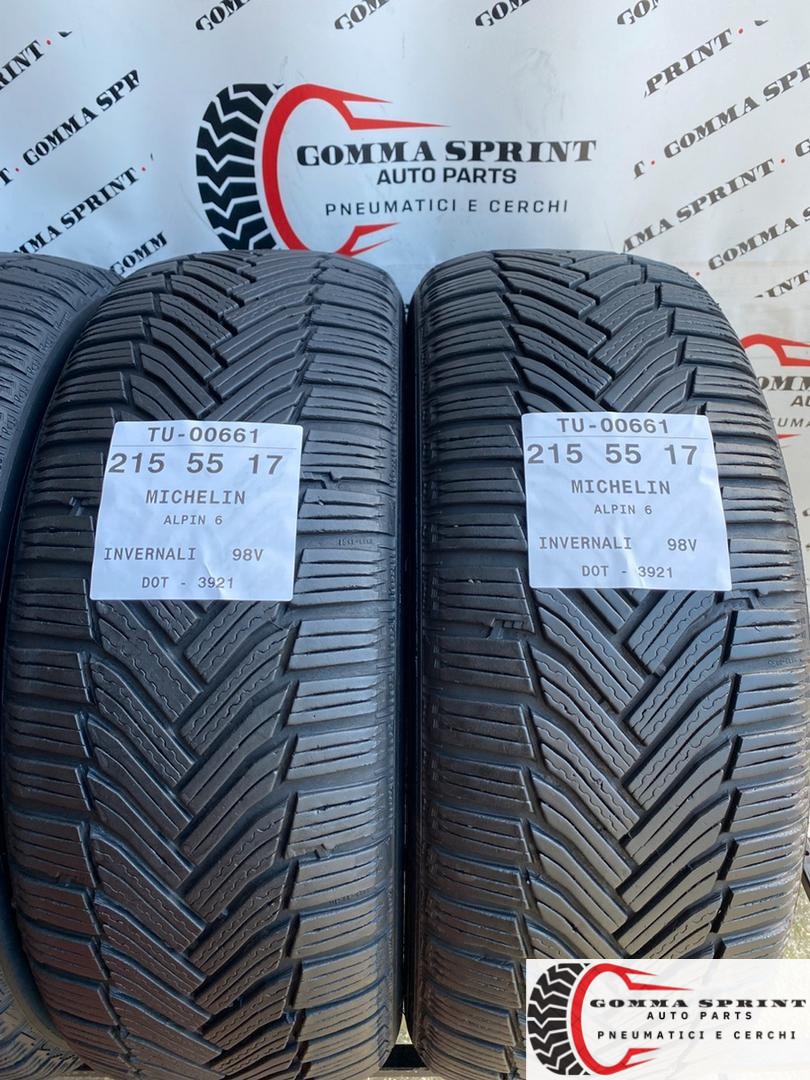 GOMMA SPRINT
AUTO PARTS
PNEUMATICI E CERCHI
TU-00661
215 55 17
MICHELIN
ALPIN 6
INVERNALI 98V
DOT - 3921
TU-00661
215 55 17
MICHELIN
ALPIN 6
INVERNALI 98V
DOT - 3921
GOMMA SPRINT
AUTO PARTS
PNEUMATICI E CERCHI